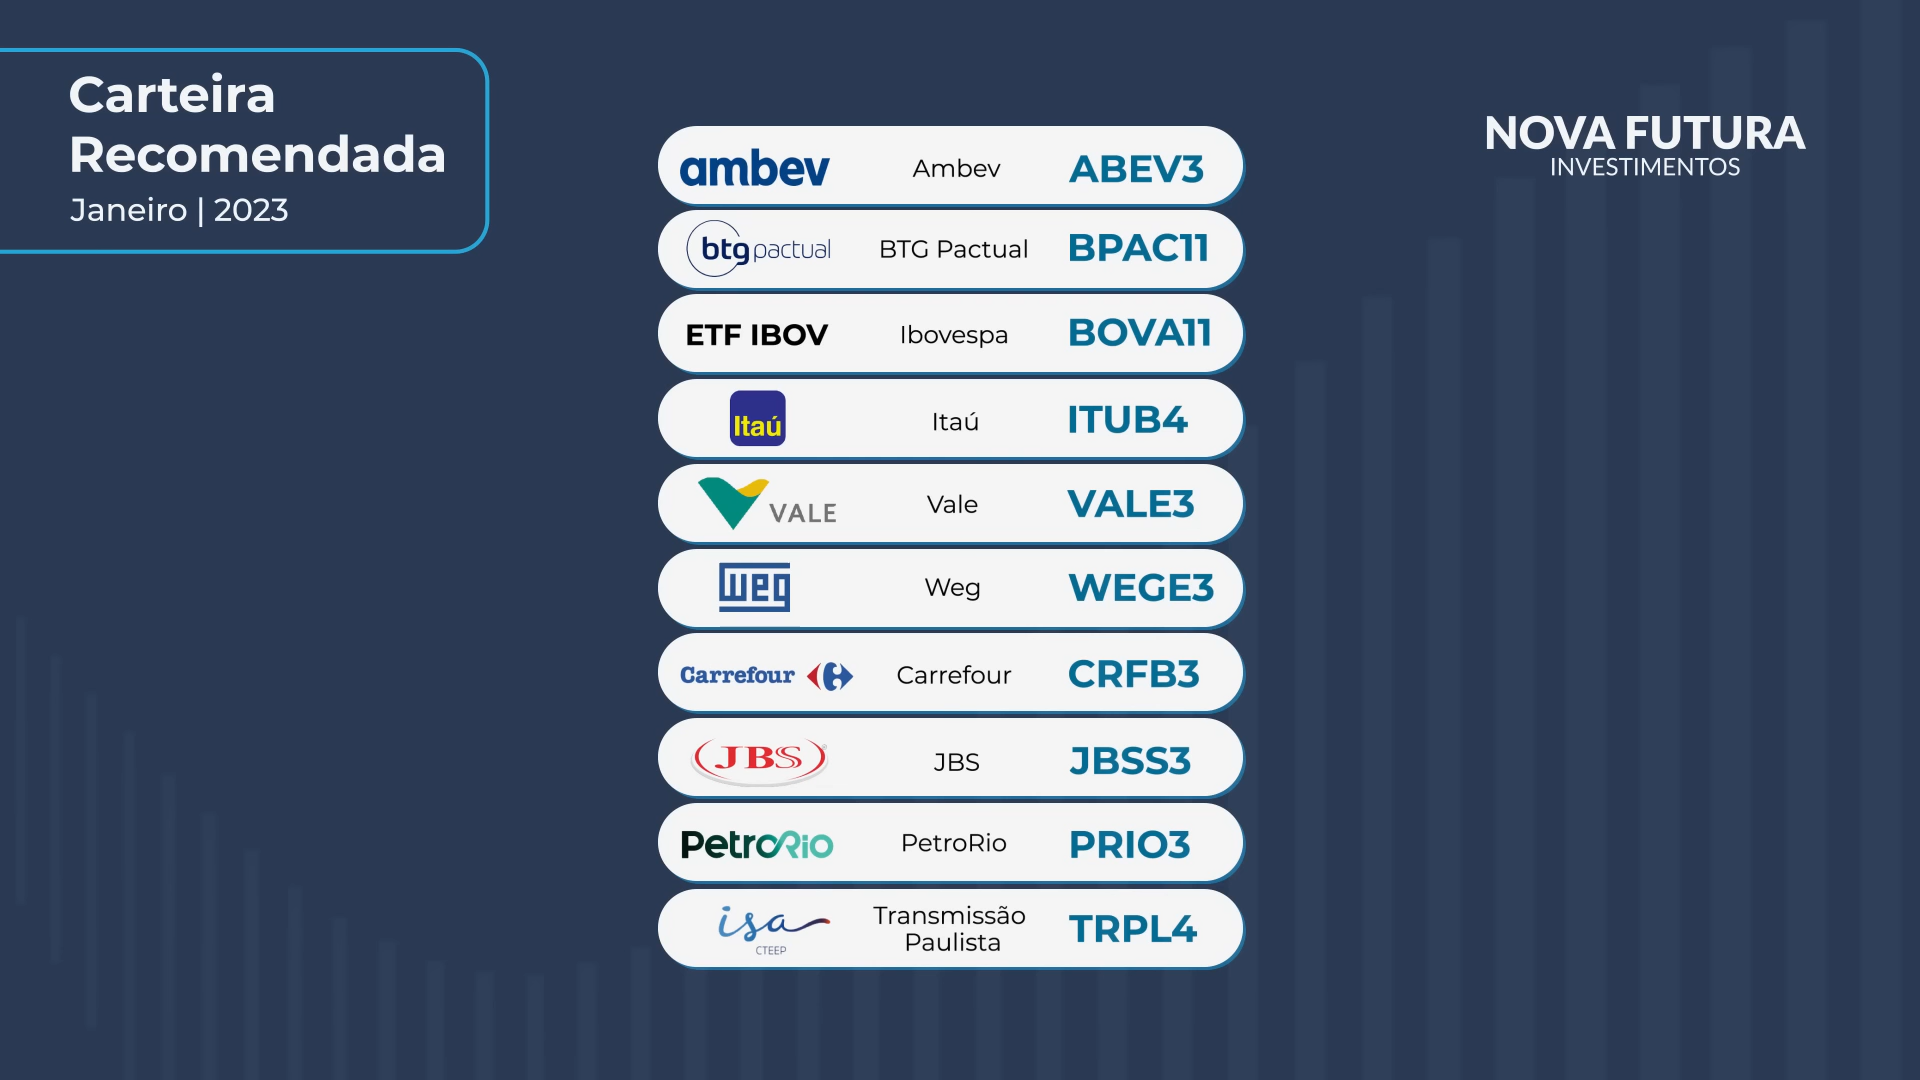 Carteira
Recomendada
Janeiro | 2023
NOVA FUTURA
INVESTIMENTOS
ambev Ambev ABEV3
btg pactual BTG Pactual BPAC11
ETF IBOV Ibovespa BOVA11
Itaú Itaú ITUB4
VALE Vale VALE3
weg Weg WEGE3
Carrefour Carrefour CRFB3
JBS JBS JBSS3
PetroRio PetroRio PRIO3
isa CTEEP Transmissão Paulista TRPL4